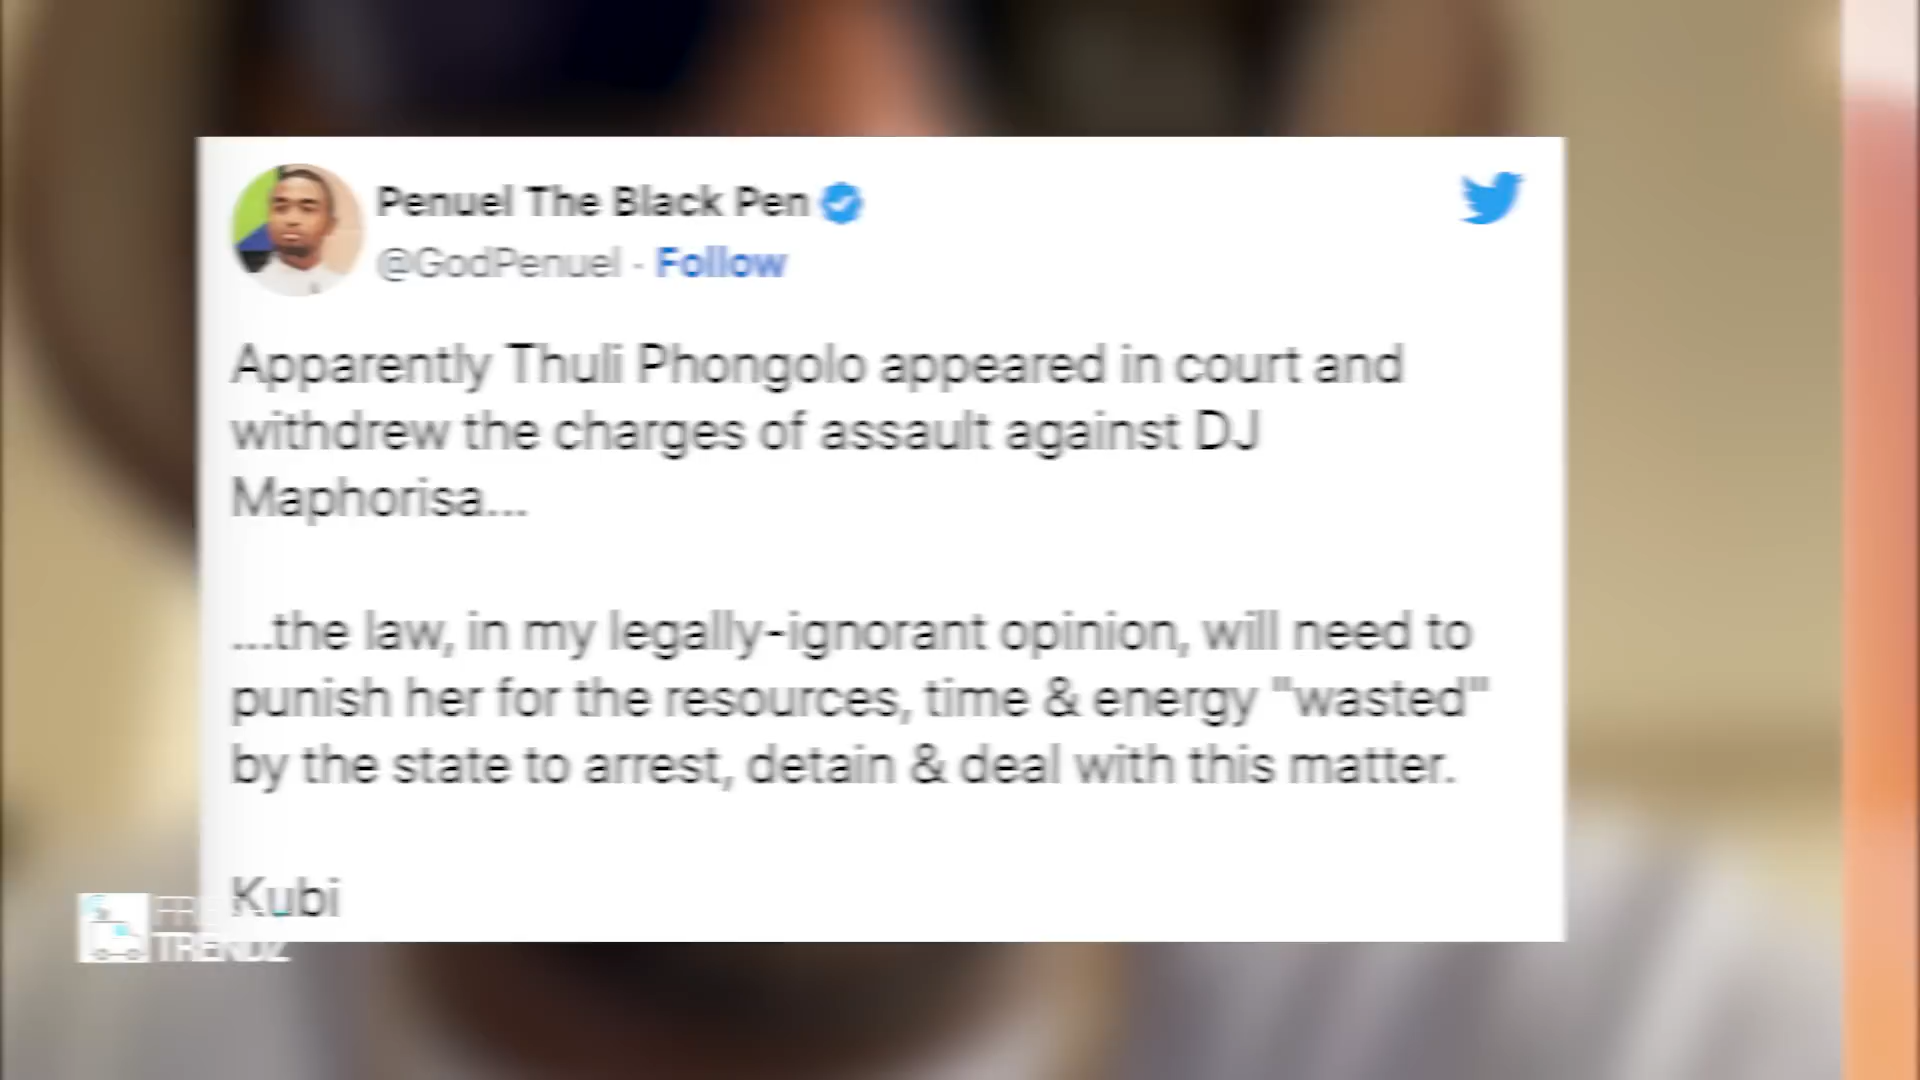 Penuel The Black Pen
@GodPenuel · Follow
Apparently Thuli Phongolo appeared in court and
withdrew the charges of assault against DJ
Maphorisa...
...the law, in my legally-ignorant opinion, will need to
punish her for the resources, time & energy "wasted"
by the state to arrest, detain & deal with this matter.
Kubi
TRENDZ